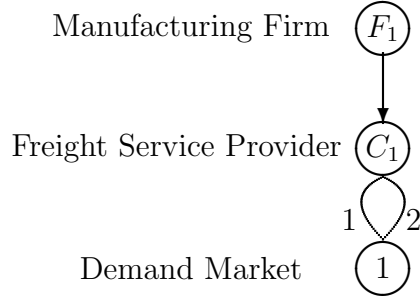 Manufacturing Firm F₁
Freight Service Provider C₁
1 2
Demand Market 1